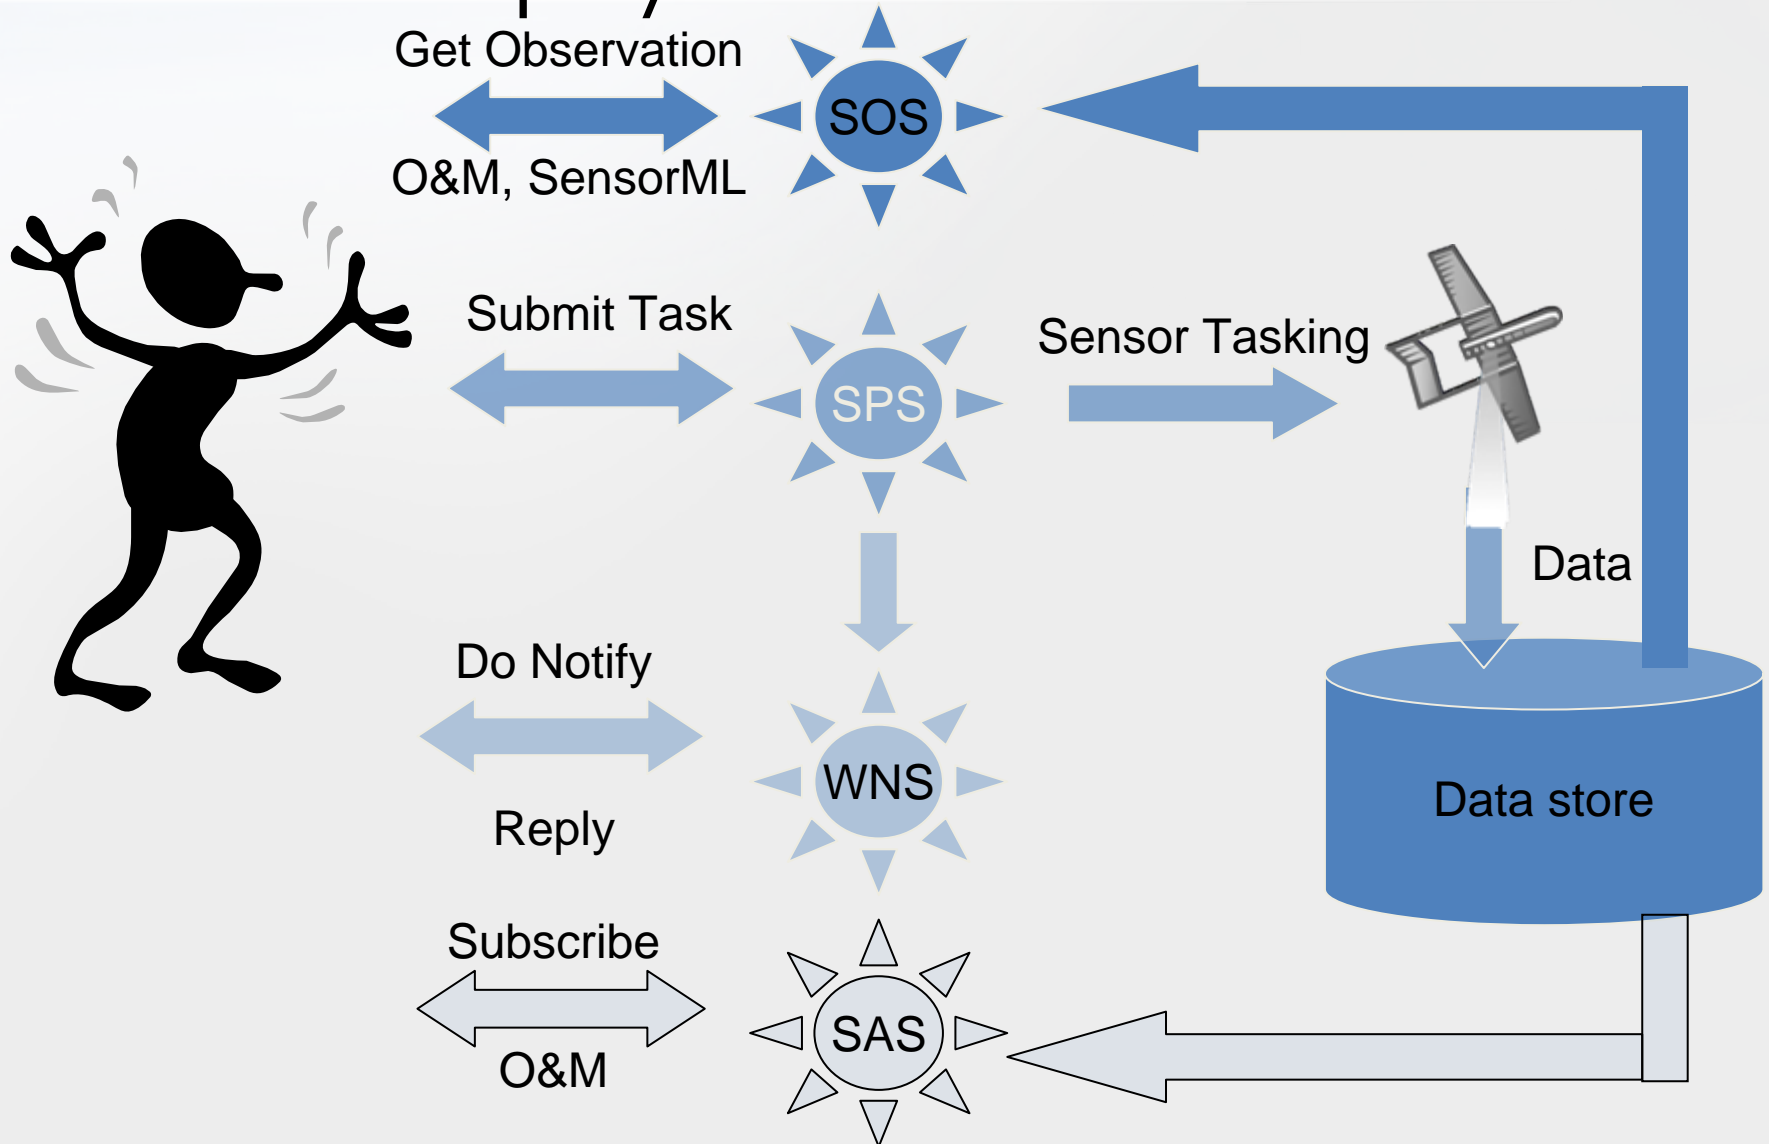 Get Observation
SOS
O&M, SensorML
Submit Task
Sensor Tasking
SPS
Data
Do Notify
WNS
Data store
Reply
Subscribe
SAS
O&M